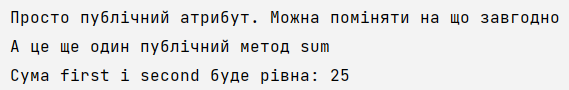 Просто публічний атрибут. Можна поміняти на що завгодно
А це ще один публічний метод sum
Сума first і second буде рівна: 25